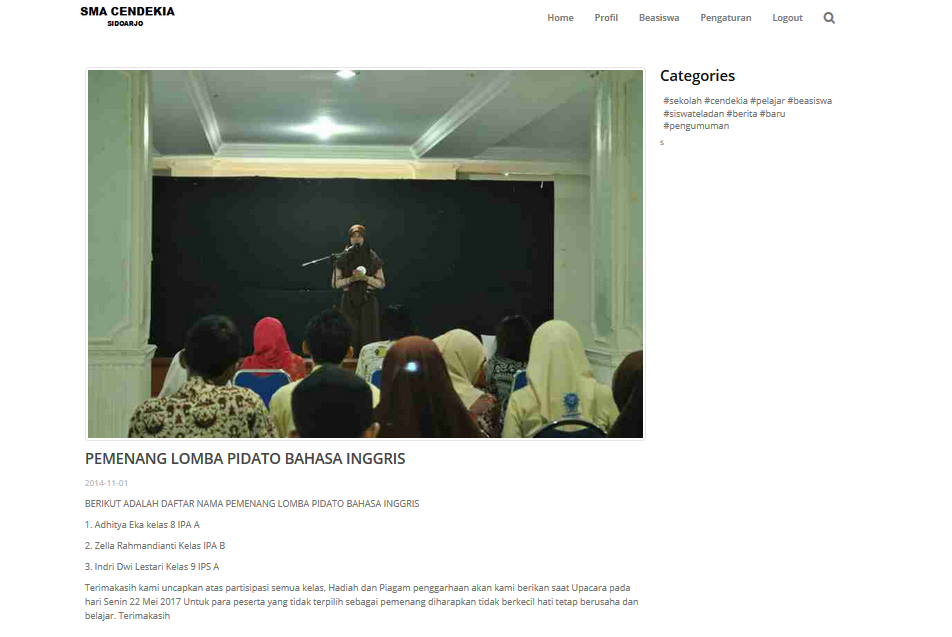 SMA CENDEKIA
SIDOARJO
Home Profil Beasiswa Pengaturan Logout
Categories
#sekolah #cendekia #pelajar #beasiswa
#siswateladan #berita #baru
#pengumuman
s
PEMENANG LOMBA PIDATO BAHASA INGGRIS
2014-11-01
BERIKUT ADALAH DAFTAR NAMA PEMENANG LOMBA PIDATO BAHASA INGGRIS
1. Adhitya Eka kelas 8 IPA A
2. Zella Rahmandianti Kelas IPA B
3. Indri Dwi Lestari Kelas 9 IPS A
Terimakasih kami uncapkan atas partisipasi semua kelas, Hadiah dan Piagam penggarhaan akan kami berikan saat Upacara pada
hari Senin 22 Mei 2017 Untuk para peserta yang tidak terpilih sebagai pemenang diharapkan tidak berkecil hati tetap berusaha dan
belajar. Terimakasih